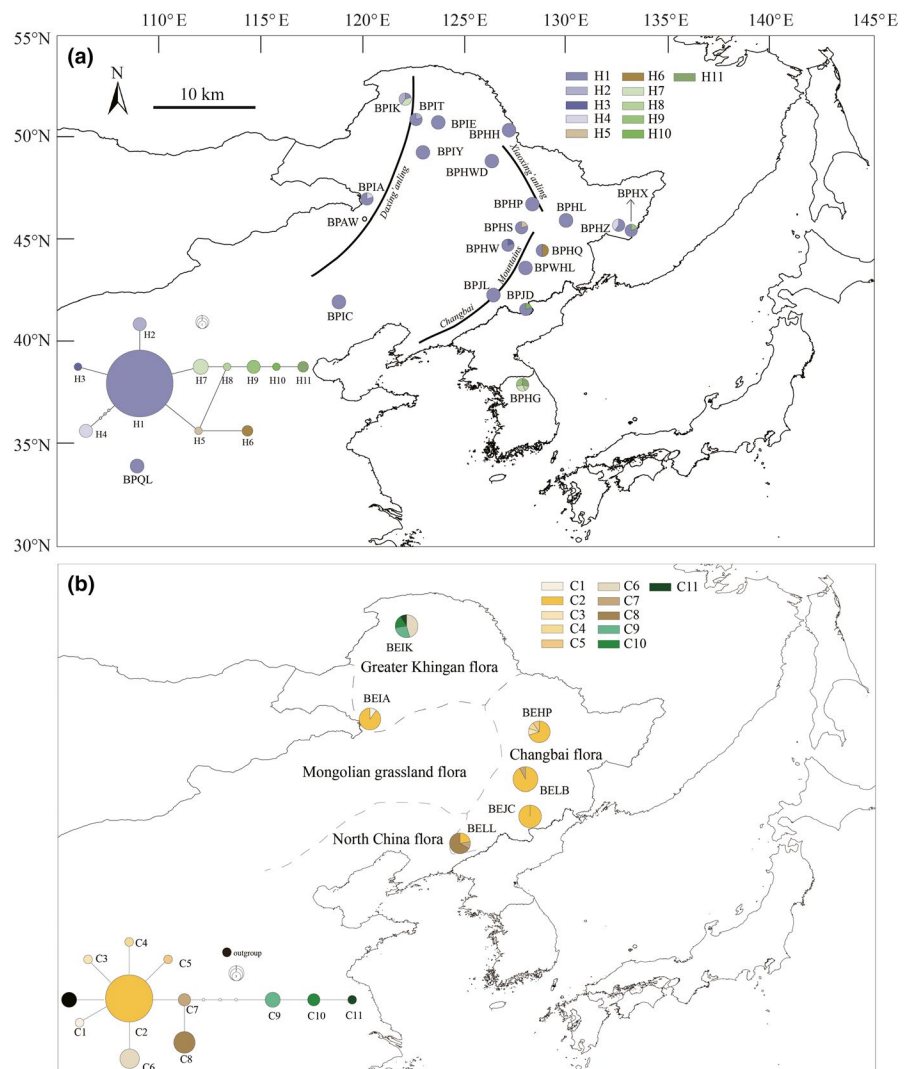 110°E 115°E 120°E 125°E 130°E 135°E 140°E 145°E
55°N
50°N
45°N
40°N
35°N
30°N
(a)
N
10 km
H1 H6 H11
H2 H7
H3 H8
H4 H9
H5 H10
BPIK
BPIT
BPIE
BPHH
BPIY
BPHWD
Xiaoxing'anling
Daxing'anling
BPIA
BPAW
BPHP
BPHL
BPHX
BPHZ
BPHS
BPHW
BPHQ
BPWHL
Changbai Mountains
BPJL
BPJD
BPIC
BPHG
H2
H3
H7 H8 H9 H10 H11
H1
H4
H5
H6
BPQL
(b)
C1 C6 C11
C2 C7
C3 C8
C4 C9
C5 C10
BEIK
Greater Khingan flora
BEIA
BEHP
Changbai flora
Mongolian grassland flora
BELB
BEJC
BELL
North China flora
C4
outgroup
C3
C5
C7
C9 C10 C11
C1
C2
C8
C6